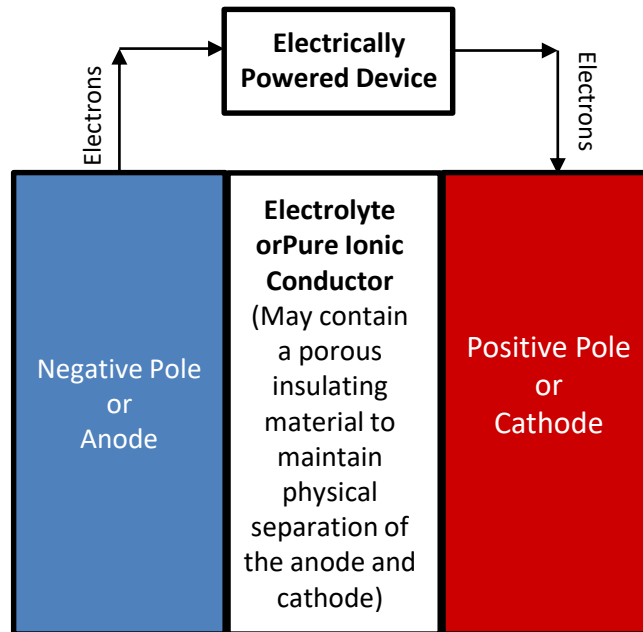 Electrically
Powered Device
Electrons
Electrons
Negative Pole
or
Anode
Electrolyte
orPure Ionic
Conductor
(May contain
a porous
insulating
material to
maintain
physical
separation of
the anode and
cathode)
Positive Pole
or
Cathode